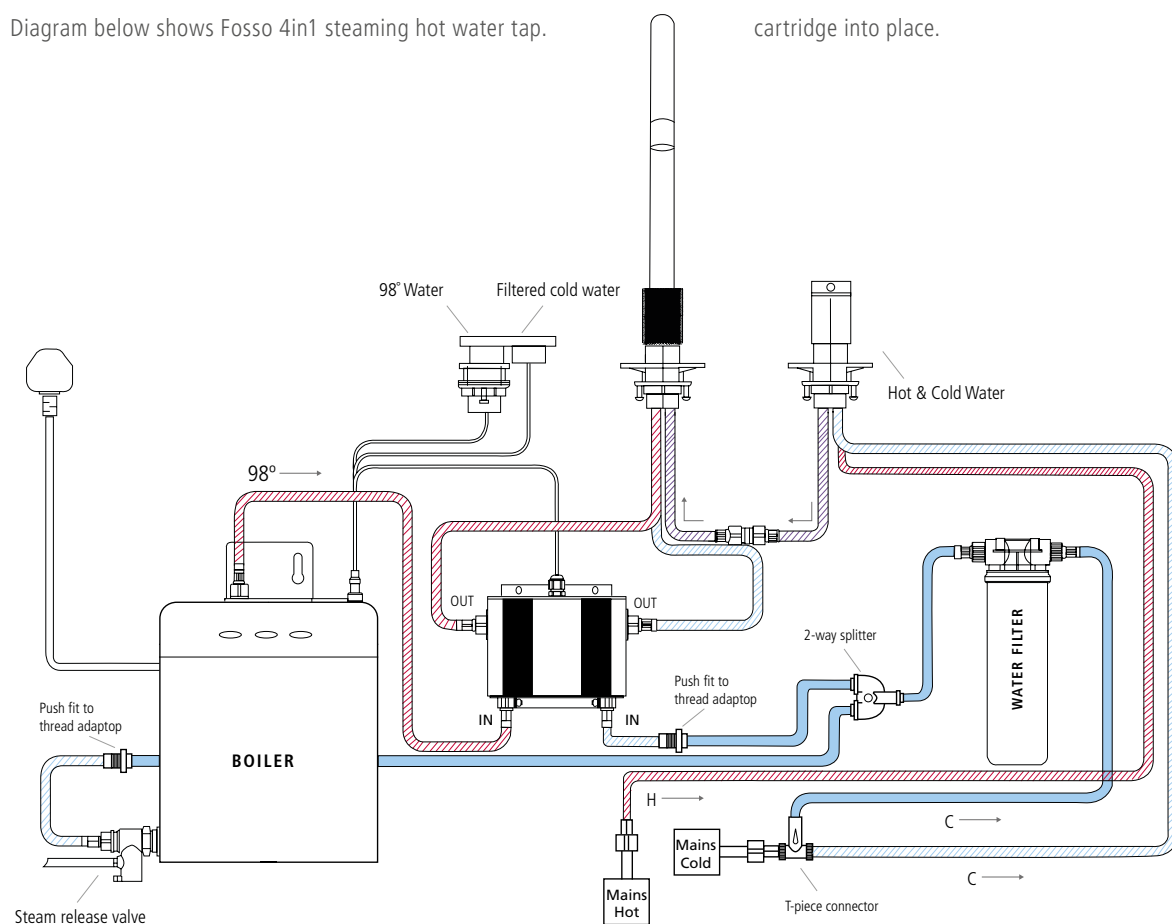 Diagram below shows Fosso 4in1 steaming hot water tap.
cartridge into place.
98° Water
Filtered cold water
Hot & Cold Water
98º
OUT
OUT
2-way splitter
WATER FILTER
Push fit to
thread adaptop
IN
IN
Push fit to
thread adaptop
BOILER
H
C
Mains
Cold
C
Mains
Hot
T-piece connector
Steam release valve